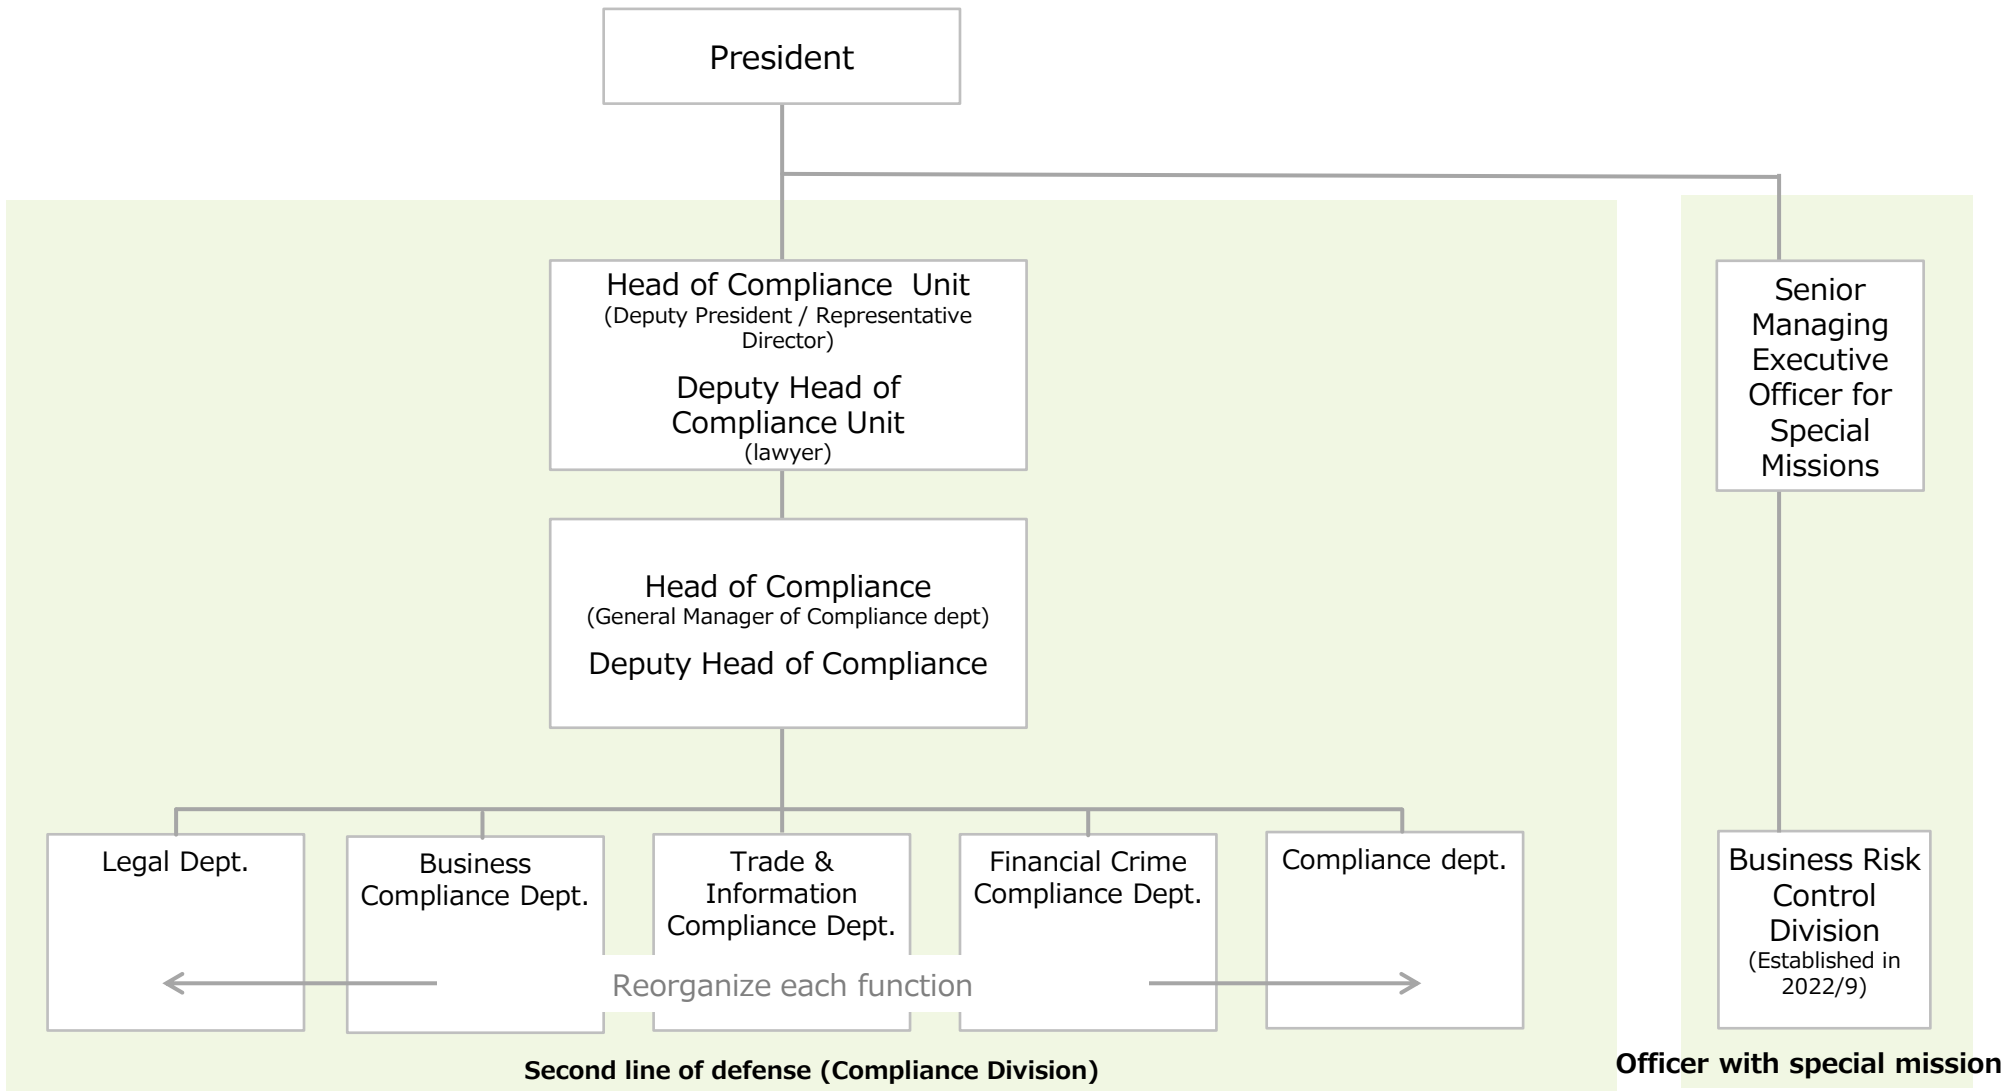 President
Head of Compliance Unit
(Deputy President / Representative
Director)
Deputy Head of
Compliance Unit
(lawyer)
Senior
Managing
Executive
Officer for
Special
Missions
Head of Compliance
(General Manager of Compliance dept)
Deputy Head of Compliance
Legal Dept.
Business
Compliance Dept.
Trade &
Information
Compliance Dept.
Financial Crime
Compliance Dept.
Compliance dept.
Business Risk
Control
Division
(Established in
2022/9)
Reorganize each function
Second line of defense (Compliance Division)
Officer with special mission